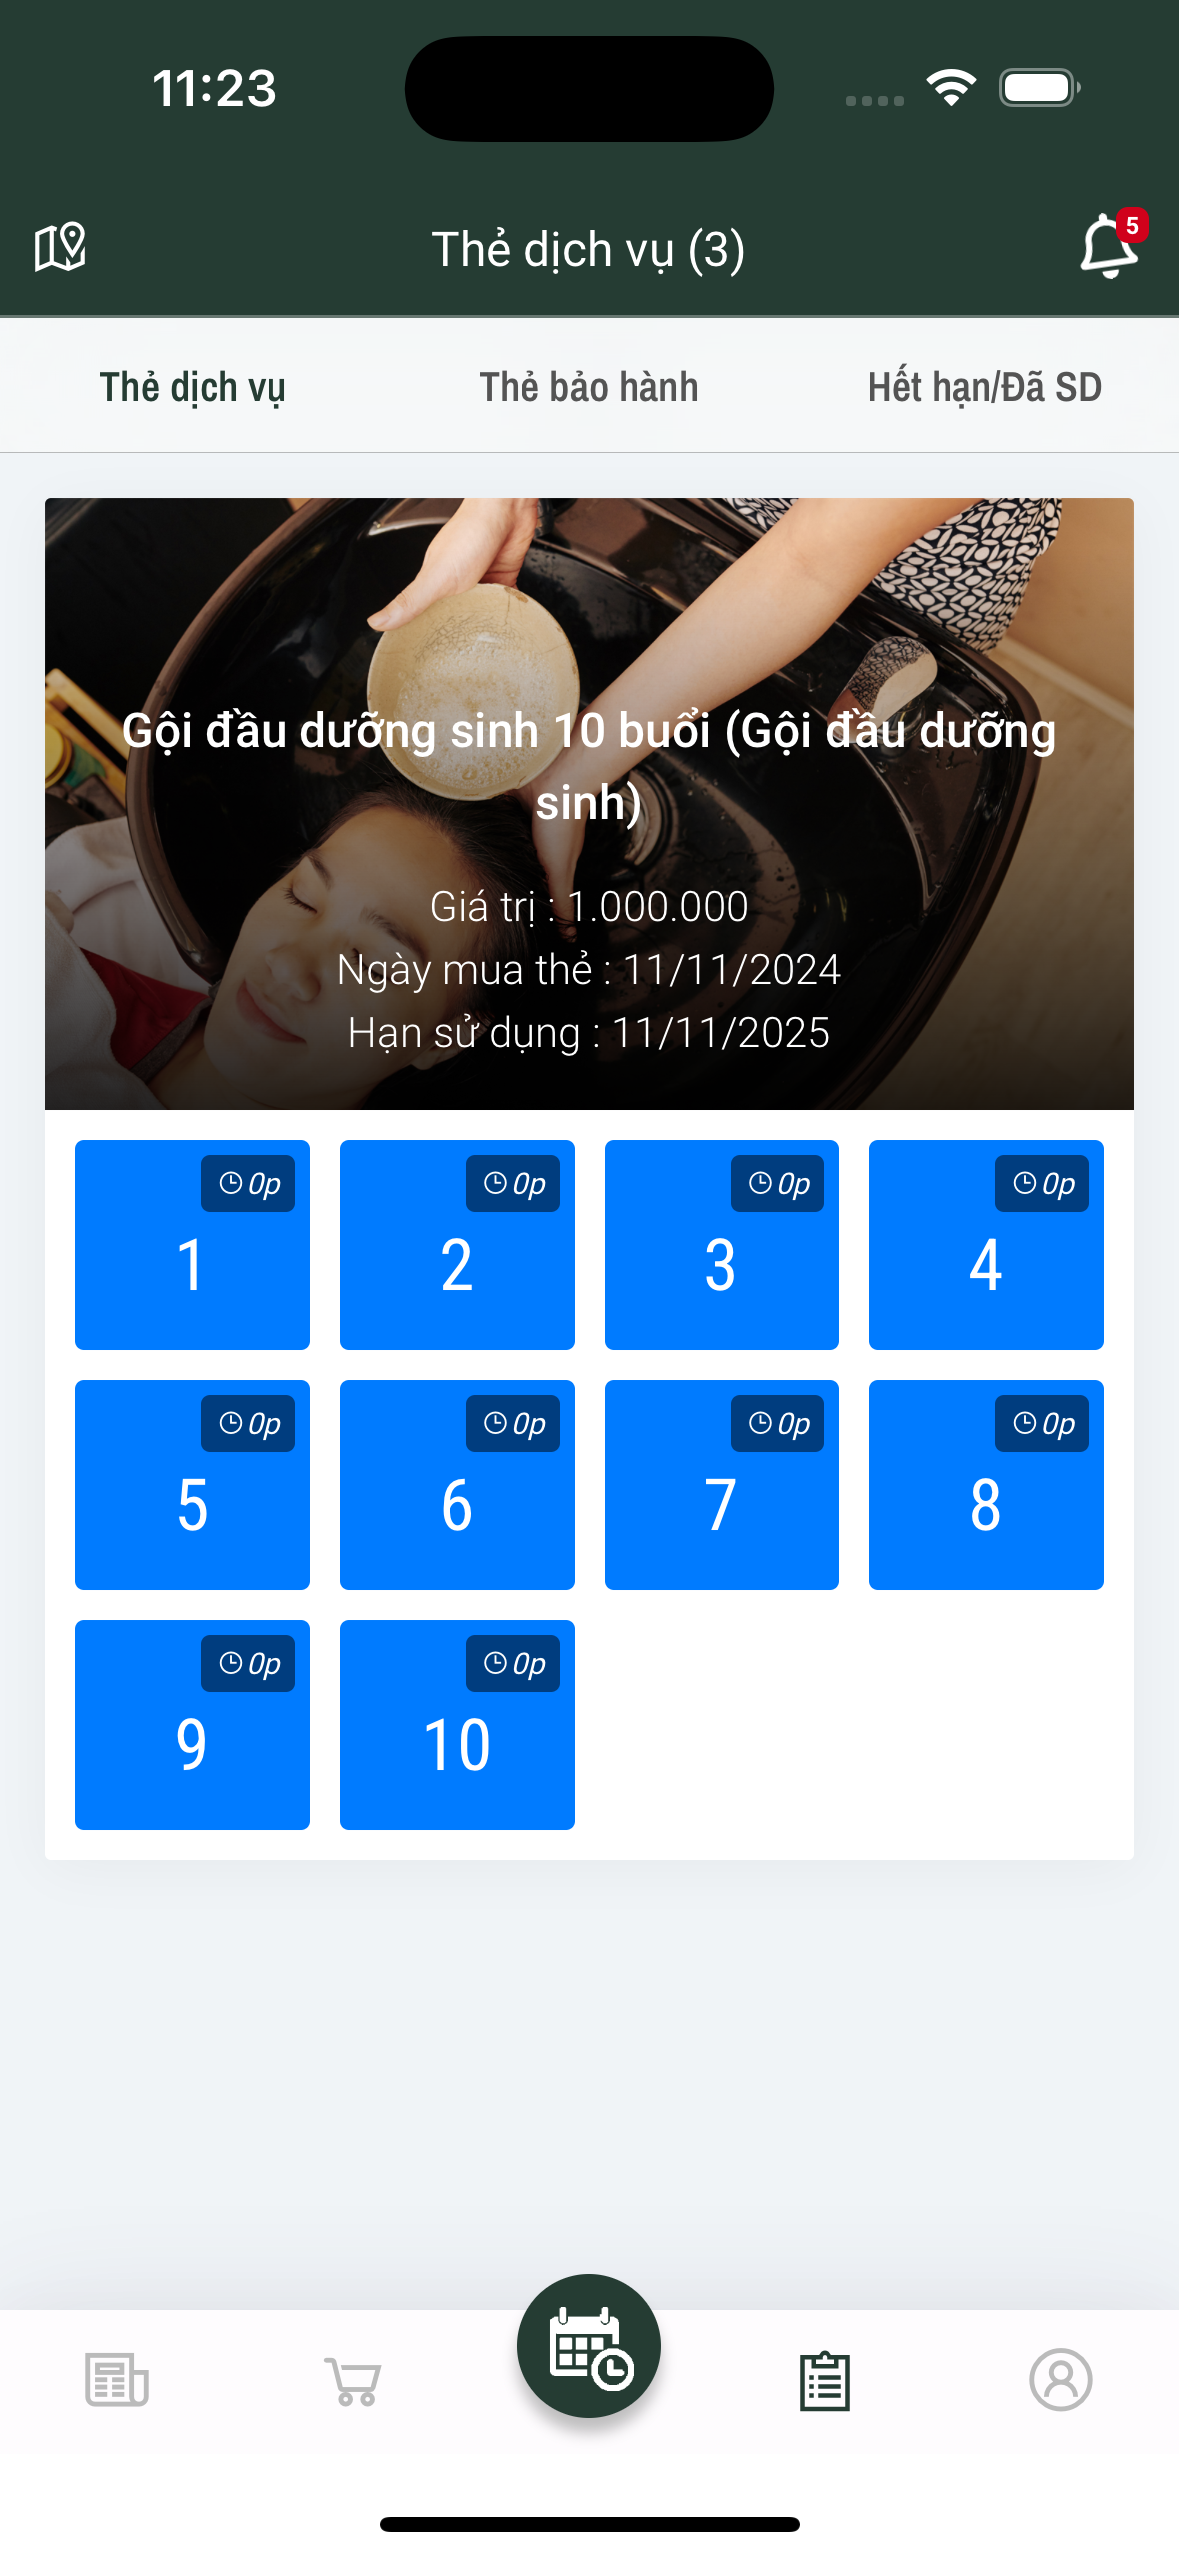 11:23
Thẻ dịch vụ (3)
5
Thẻ dịch vụ
Thẻ bảo hành
Hết hạn/Đã SD
Gội đầu dưỡng sinh 10 buổi (Gội đầu dưỡng
sinh)
Giá trị : 1.000.000
Ngày mua thẻ : 11/11/2024
Hạn sử dụng : 11/11/2025
0p
1
0p
2
0p
3
0p
4
0p
5
0p
6
0p
7
0p
8
0p
9
0p
10